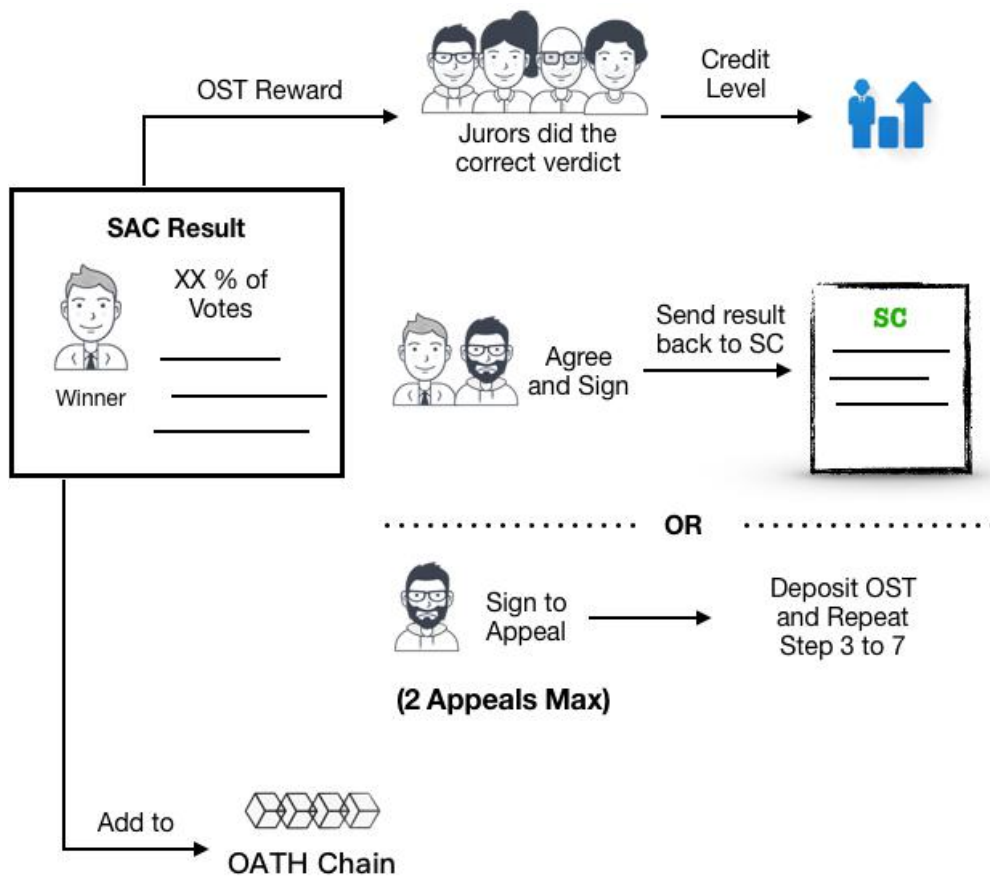 OST Reward
Jurors did the
correct verdict
Credit
Level
SAC Result
XX % of
Votes
Winner
Agree
and Sign
Send result
back to SC
SC
OR
Sign to
Appeal
Deposit OST
and Repeat
Step 3 to 7
(2 Appeals Max)
Add to
OATH Chain